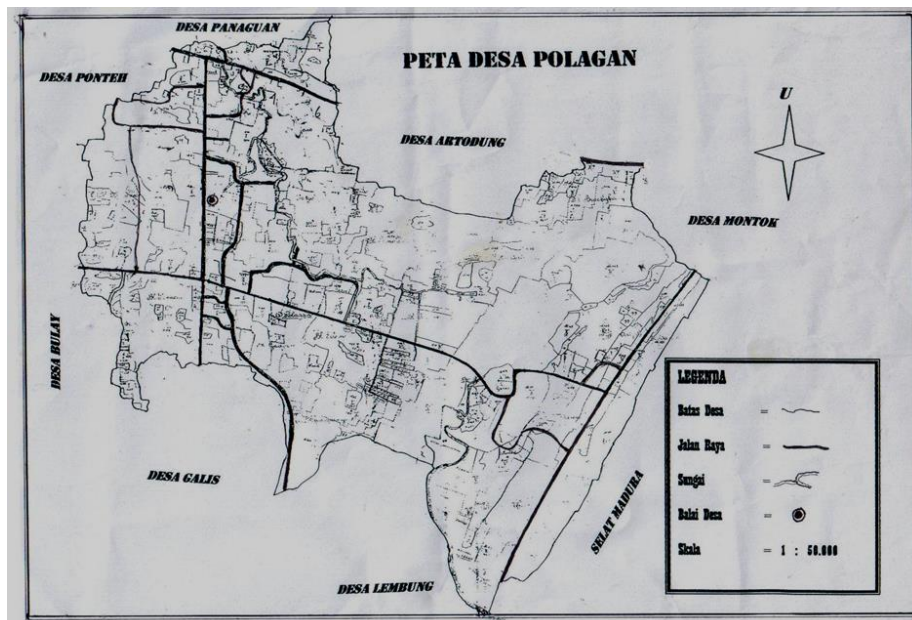 DESA PANAGUAN
PETA DESA POLAGAN
DESA PONTEH
U
DESA ARTODUNG
DESA MONTOK
DESA BULAY
LEGENDA
Batas Desa =
Jalan Raya =
Sungai =
Balai Desa =
Skala = 1 : 50.000
DESA GALIS
SELAT MADURA
DESA LEMBUNG